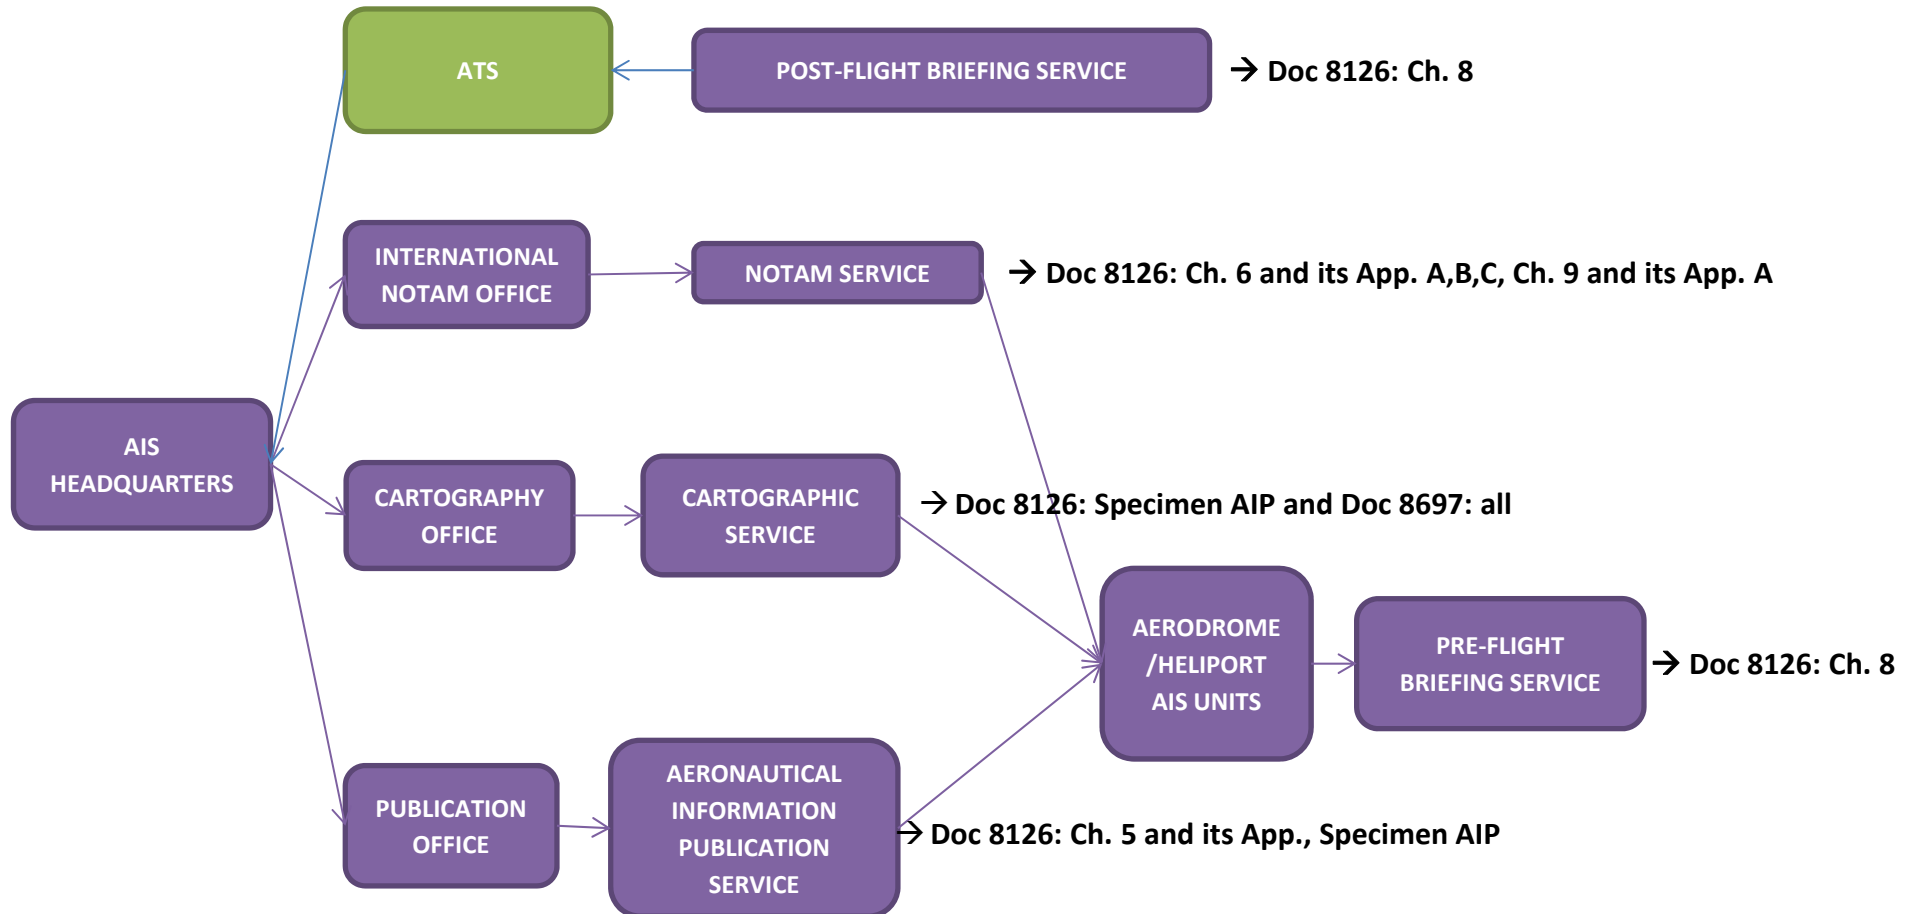 ATS
POST-FLIGHT BRIEFING SERVICE
→ Doc 8126: Ch. 8
INTERNATIONAL
NOTAM OFFICE
NOTAM SERVICE
→ Doc 8126: Ch. 6 and its App. A,B,C, Ch. 9 and its App. A
AIS
HEADQUARTERS
CARTOGRAPHY
OFFICE
CARTOGRAPHIC
SERVICE
→ Doc 8126: Specimen AIP and Doc 8697: all
AERODROME
/HELIPORT
AIS UNITS
PRE-FLIGHT
BRIEFING SERVICE
→ Doc 8126: Ch. 8
PUBLICATION
OFFICE
AERONAUTICAL
INFORMATION
PUBLICATION
SERVICE
→ Doc 8126: Ch. 5 and its App., Specimen AIP